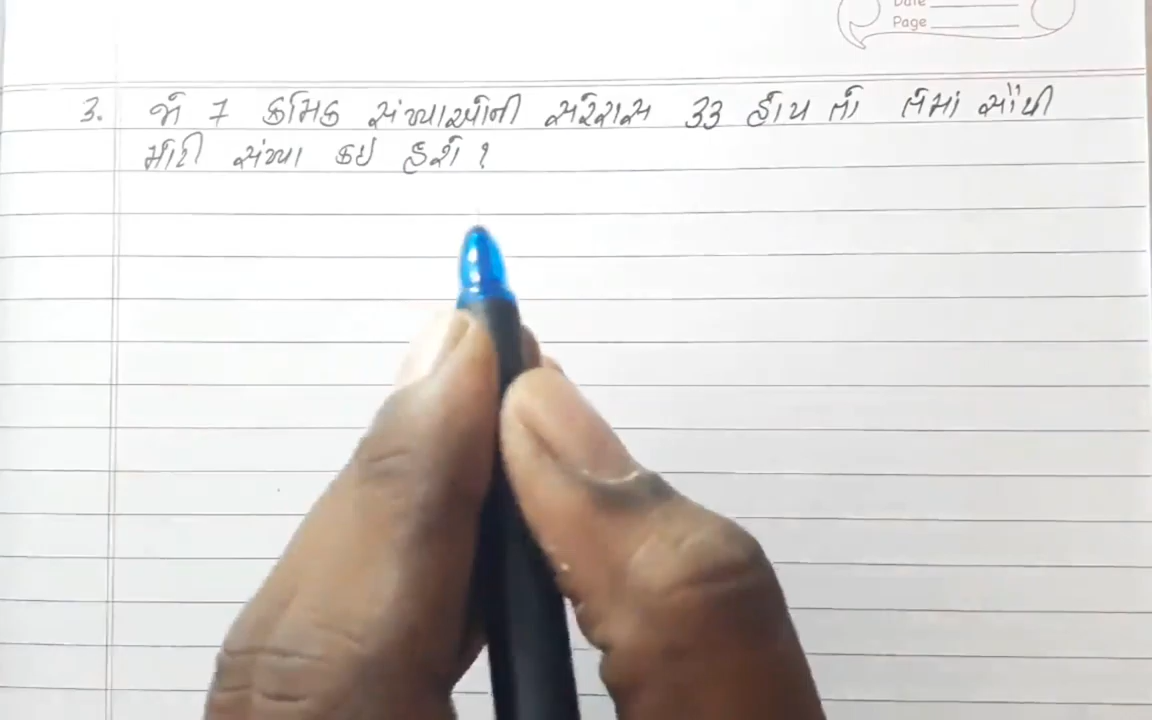 Date
Page
3. જો 7 ક્રમિક સંખ્યાઓની સરેરાશ 33 હોય તો તેમાં સૌથી
મોટી સંખ્યા કઇ હશે ?